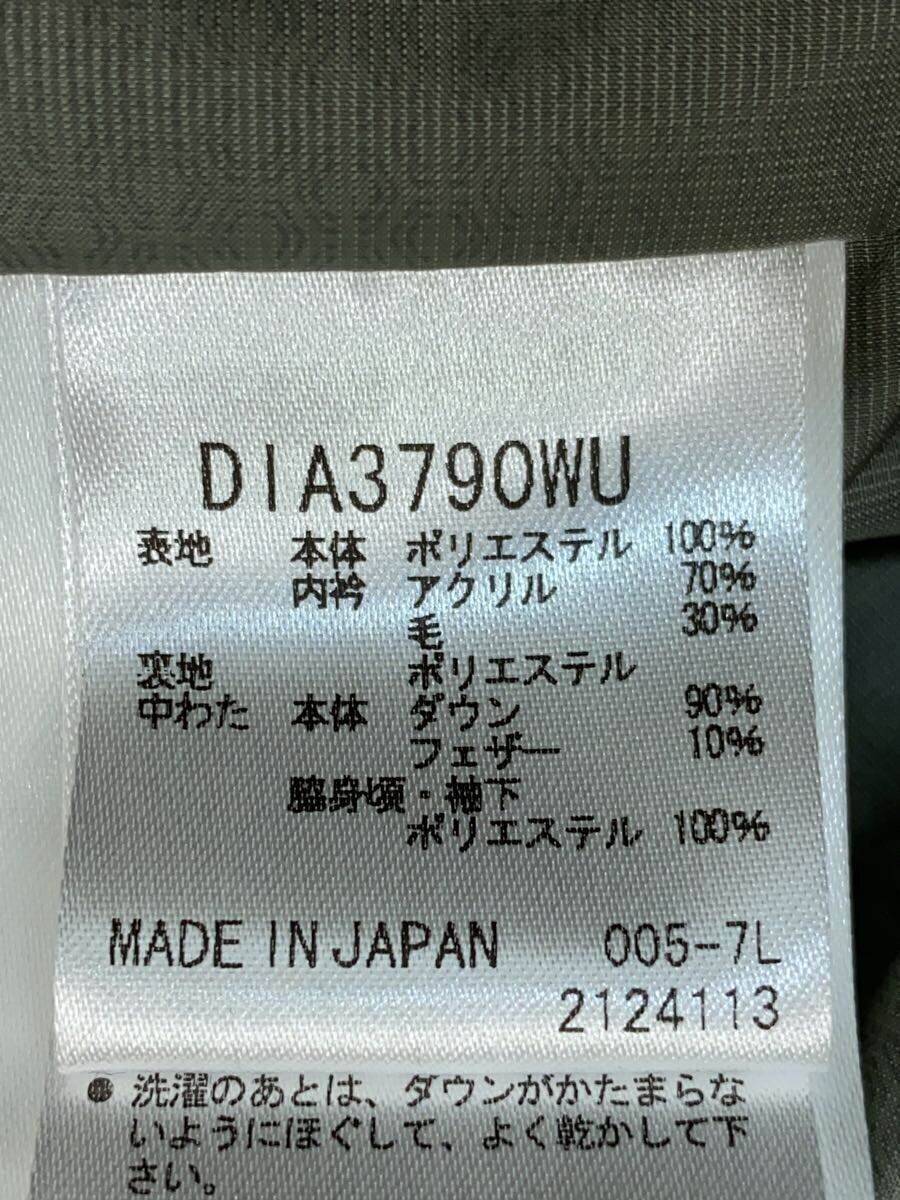 DIA3790WU
表地 本体 ポリエステル 100%
内衿 アクリル 70%
毛 30%
裏地 ポリエステル
中わた 本体 ダウン 90%
フェザー 10%
脇身頃・袖下
ポリエステル 100%
MADE IN JAPAN 005-7L
2124113
●洗濯のあとは、ダウンがかたまらな
いようにほぐして、よく乾かして下
さい。